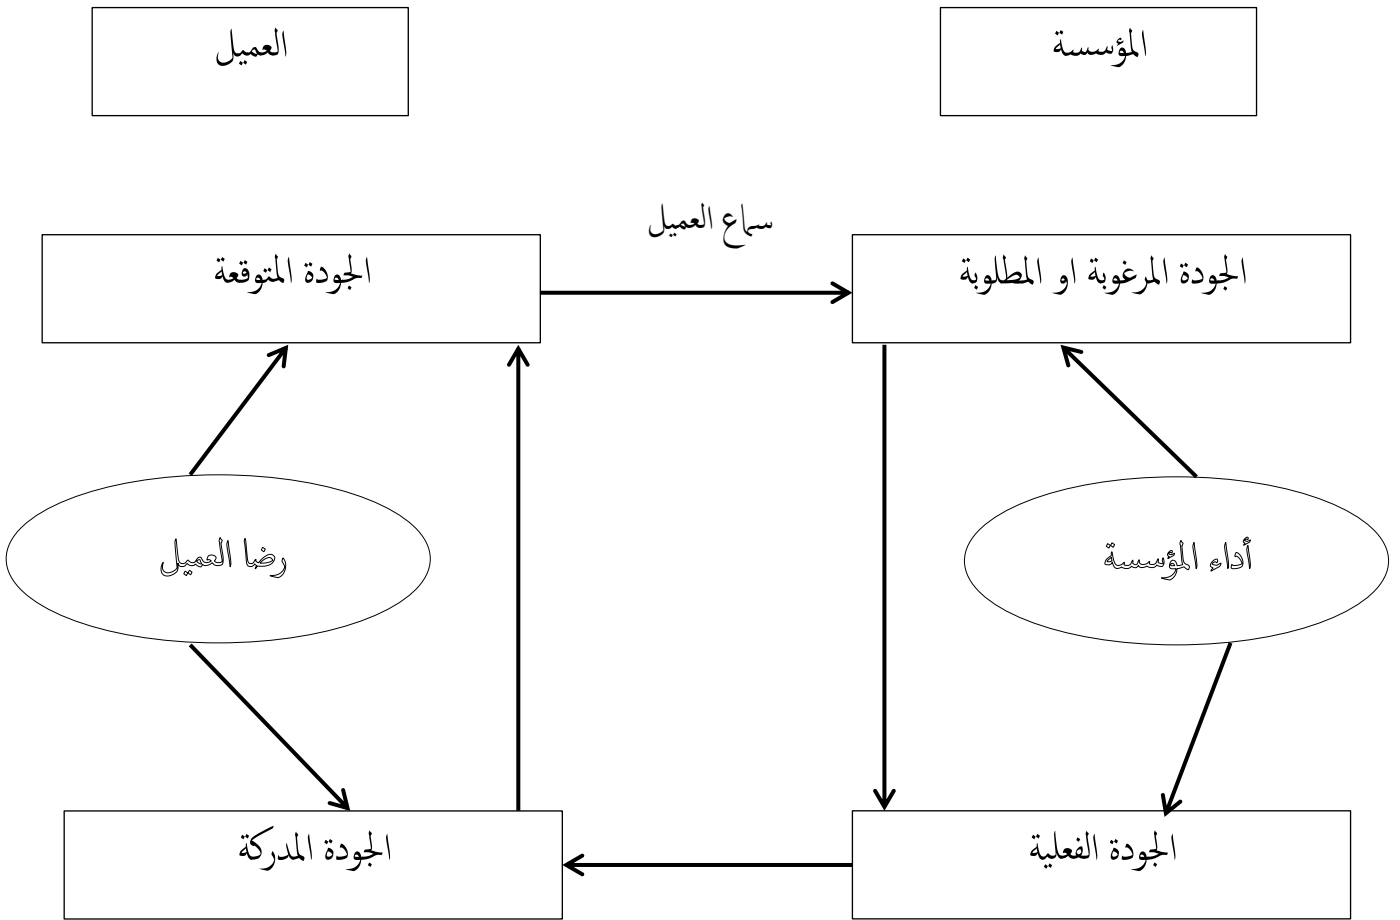 المؤسسة
العميل
سماع العميل
الجودة المرغوبة او المطلوبة
الجودة المتوقعة
أداء المؤسسة
رضا العميل
الجودة الفعلية
الجودة المدركة